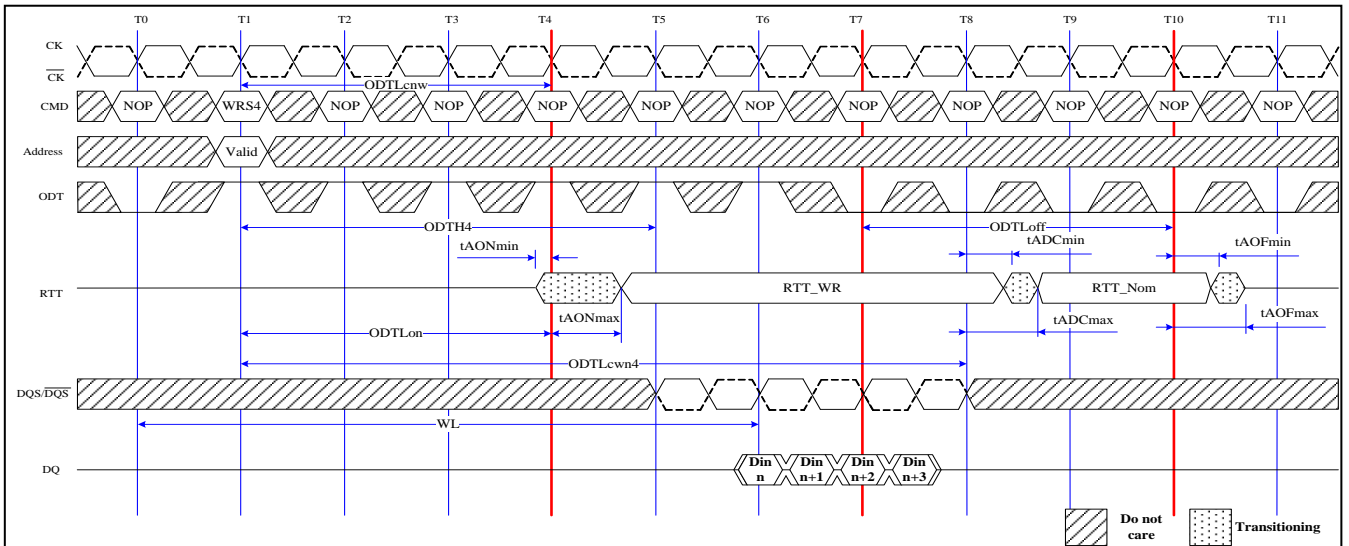 T0 T1 T2 T3 T4 T5 T6 T7 T8 T9 T10 T11
CK
CK
ODTLcnw
CMD NOP WRS4 NOP NOP NOP NOP NOP NOP NOP NOP NOP NOP
Address Valid
ODT
ODTH4 ODTLoff
tAONmin tADCmin tAOFmin
RTT RTT_WR RTT_Nom
tAONmax tADCmax tAOFmax
ODTLon
ODTLcwn4
DQS/DQS
WL
DQ
Din n
Din n+1
Din n+2
Din n+3
Do not care
Transitioning